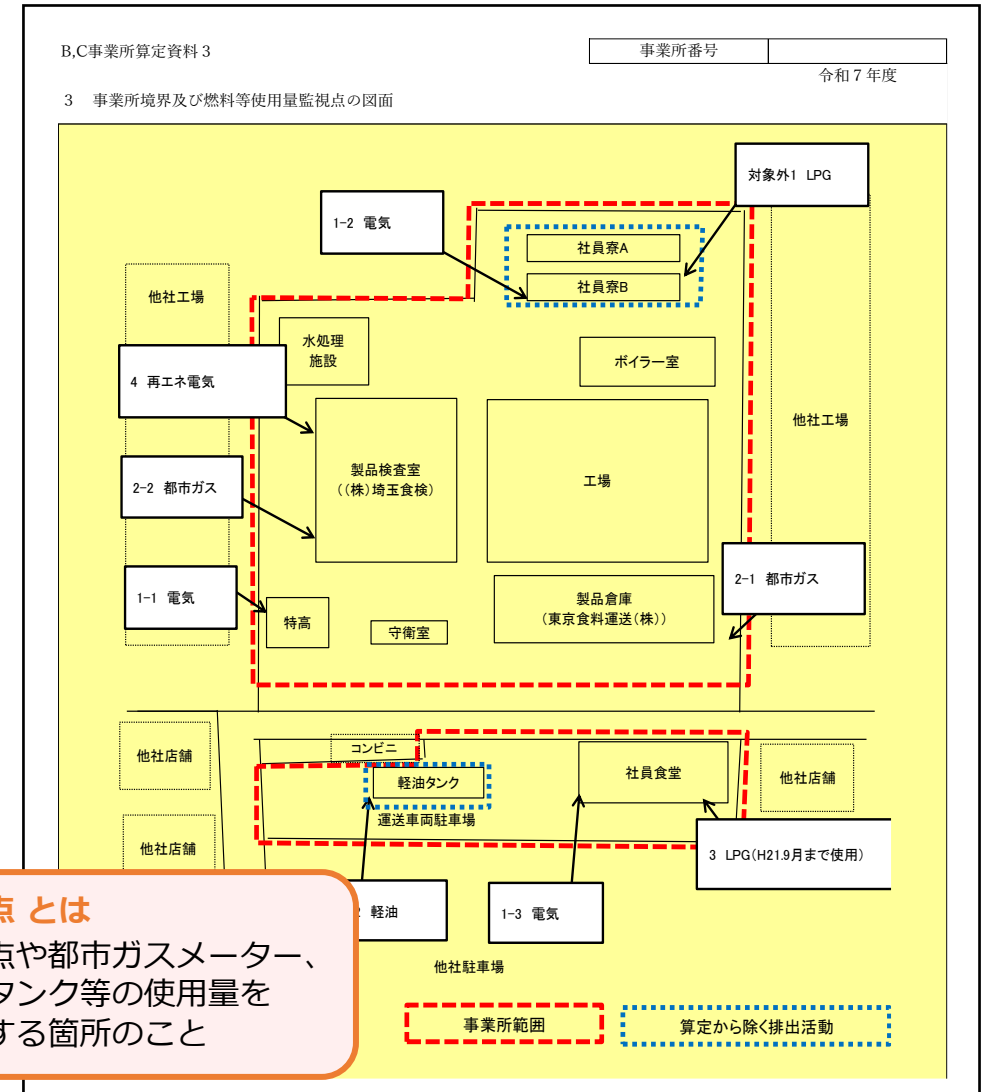 B,C事業所算定資料3
事業所番号
令和7年度
3 事業所境界及び燃料等使用量監視点の図面
対象外1 LPG
1-2 電気
社員寮A
社員寮B
他社工場
水処理
施設
ボイラー室
4 再エネ電気
他社工場
製品検査室
((株)埼玉食検)
工場
2-2 都市ガス
2-1 都市ガス
1-1 電気
特高
守衛室
製品倉庫
(東京食料運送(株))
コンビニ
他社店舗
軽油タンク
社員食堂
他社店舗
運送車両駐車場
他社店舗
3 LPG(H21.9月まで使用)
2 軽油
1-3 電気
点 とは
点や都市ガスメーター、
タンク等の使用量を
する箇所のこと
他社駐車場
事業所範囲
算定から除く排出活動